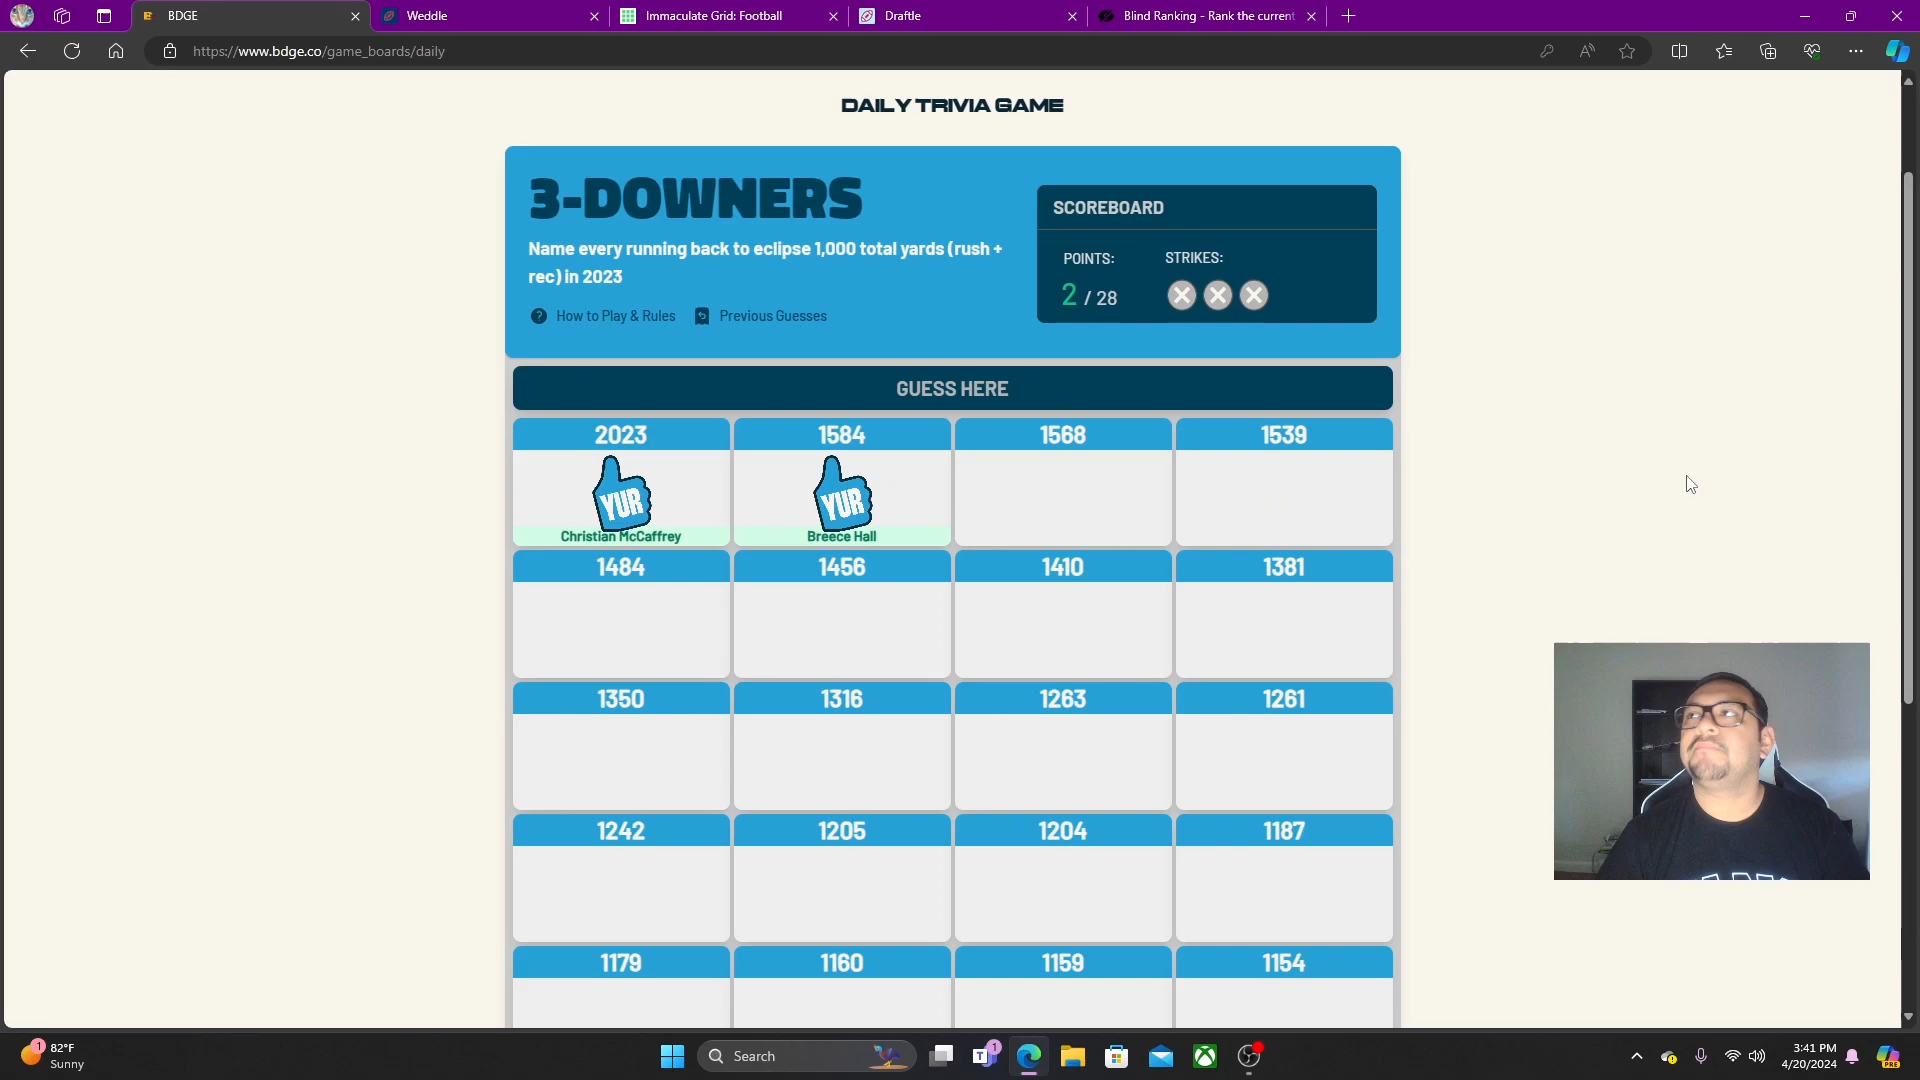 BDGE
Weddle
Immaculate Grid: Football
Draftle
Blind Ranking - Rank the current
https://www.bdge.co/game_boards/daily
DAILY TRIVIA GAME
3-DOWNERS
Name every running back to eclipse 1,000 total yards (rush +
rec) in 2023
? How to Play & Rules
Previous Guesses
SCOREBOARD
POINTS:
STRIKES:
2 / 28
GUESS HERE
2023
1584
1568
1539
YUR
YUR
Christian McCaffrey
Breece Hall
1484
1456
1410
1381
1350
1316
1263
1261
1242
1205
1204
1187
1179
1160
1159
1154
1
82°F
Sunny
Search
T
1
3:41 PM
4/20/2024
PRE